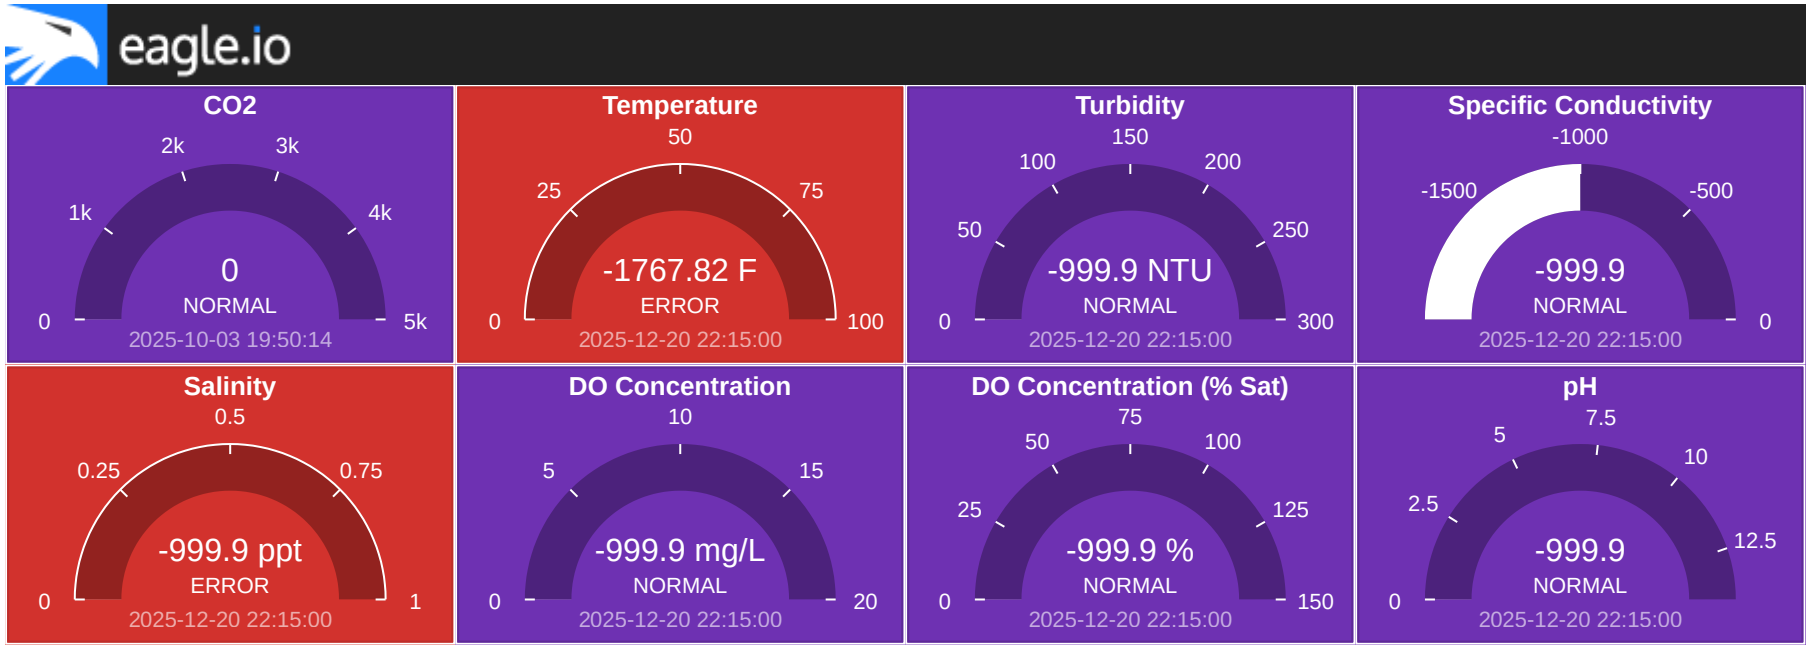 eagle.io
CO2
2k
3k
1k
4k
0
NORMAL
0
5k
2025-10-03 19:50:14
Temperature
50
25
75
-1767.82 F
ERROR
0
100
2025-12-20 22:15:00
Turbidity
150
100
200
50
250
-999.9 NTU
NORMAL
0
300
2025-12-20 22:15:00
Specific Conductivity
-1000
-1500
-500
-999.9
NORMAL
0
2025-12-20 22:15:00
Salinity
0.5
0.25
0.75
-999.9 ppt
ERROR
0
1
2025-12-20 22:15:00
DO Concentration
10
5
15
-999.9 mg/L
NORMAL
0
20
2025-12-20 22:15:00
DO Concentration (% Sat)
75
50
100
25
125
-999.9 %
NORMAL
0
150
2025-12-20 22:15:00
pH
7.5
5
10
2.5
12.5
-999.9
NORMAL
0
2025-12-20 22:15:00